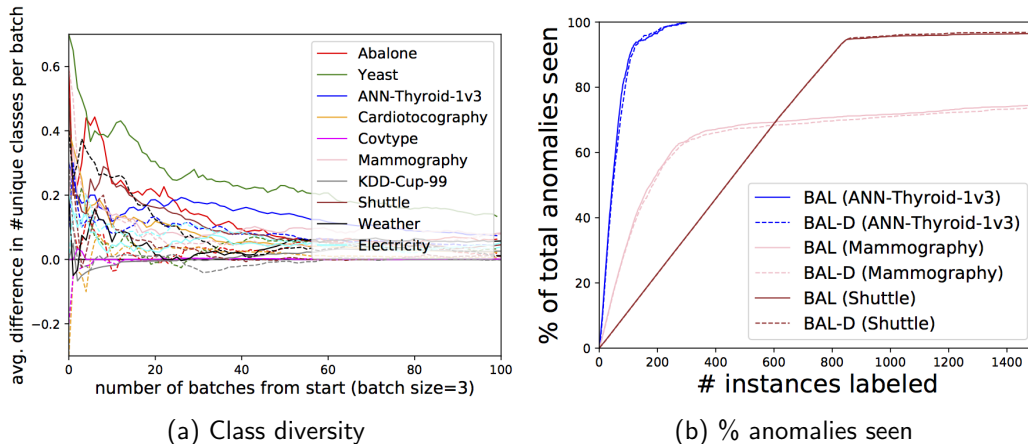 avg. difference in #unique classes per batch
0.6
0.4
0.2
0.0
−0.2
0
20
40
60
80
100
number of batches from start (batch size=3)
Abalone
Yeast
ANN-Thyroid-1v3
Cardiotocography
Covtype
Mammography
KDD-Cup-99
Shuttle
Weather
Electricity
(a) Class diversity
% of total anomalies seen
100
80
60
40
20
0
0
200
400
600
800
1000
1200
1400
# instances labeled
BAL (ANN-Thyroid-1v3)
BAL-D (ANN-Thyroid-1v3)
BAL (Mammography)
BAL-D (Mammography)
BAL (Shuttle)
BAL-D (Shuttle)
(b) % anomalies seen